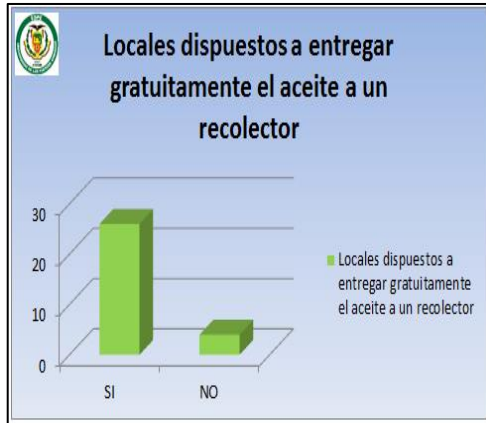 Locales dispuestos a entregar
gratuitamente el aceite a un
recolector
30
20
10
0
SI
NO
Locales dispuestos a
entregar gratuitamente
el aceite a un recolector